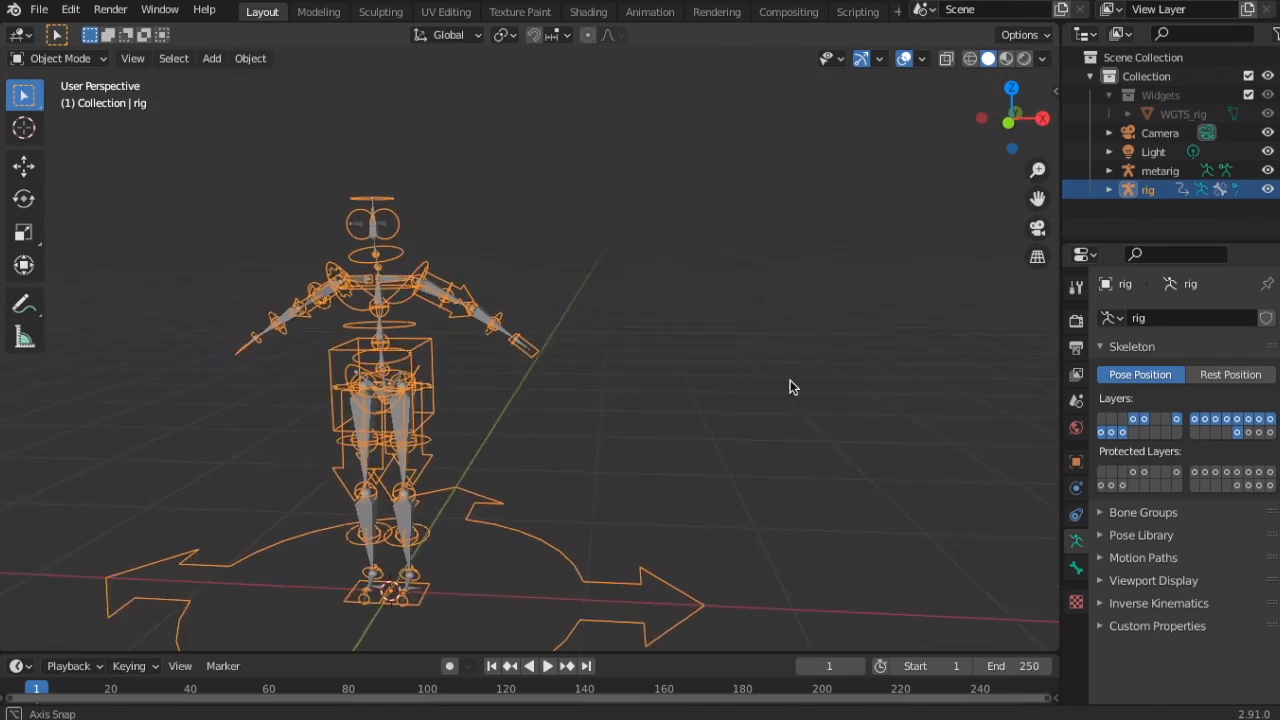 File Edit Render Window Help Layout Modeling Sculpting UV Editing Texture Paint Shading Animation Rendering Compositing Scripting + Scene View Layer
Global Options
Object Mode View Select Add Object
User Perspective
(1) Collection | rig
Z
X
Y
Scene Collection
Collection
Widgets
WGTS_rig
Camera
Light
metarig
rig
rig rig
rig
Skeleton
Pose Position Rest Position
Layers:
Protected Layers:
Bone Groups
Pose Library
Motion Paths
Viewport Display
Inverse Kinematics
Custom Properties
Playback Keying View Marker 1 Start 1 End 250
1 20 40 60 80 100 120 140 160 180 200 220 240
Axis Snap 2.91.0